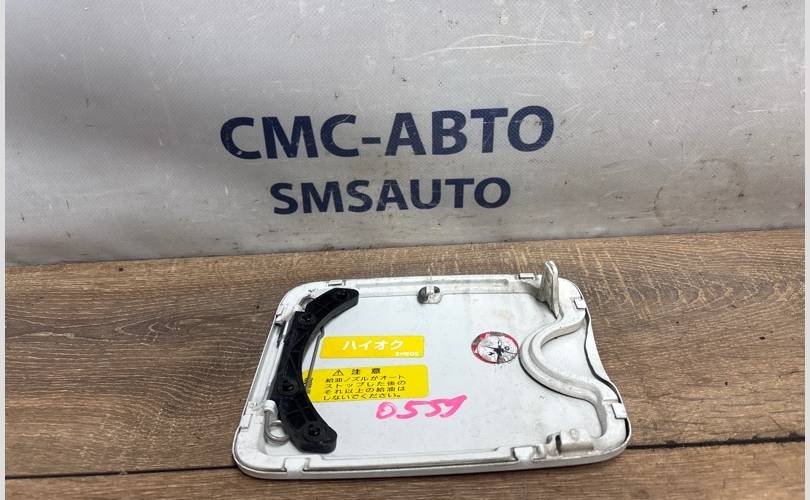 СМС-АВТО
SMSAUTO
ハイオク
⚠ 注意
給油ノズルがオート
ストップした後の
それ以上の給油は
しないでください。
0559